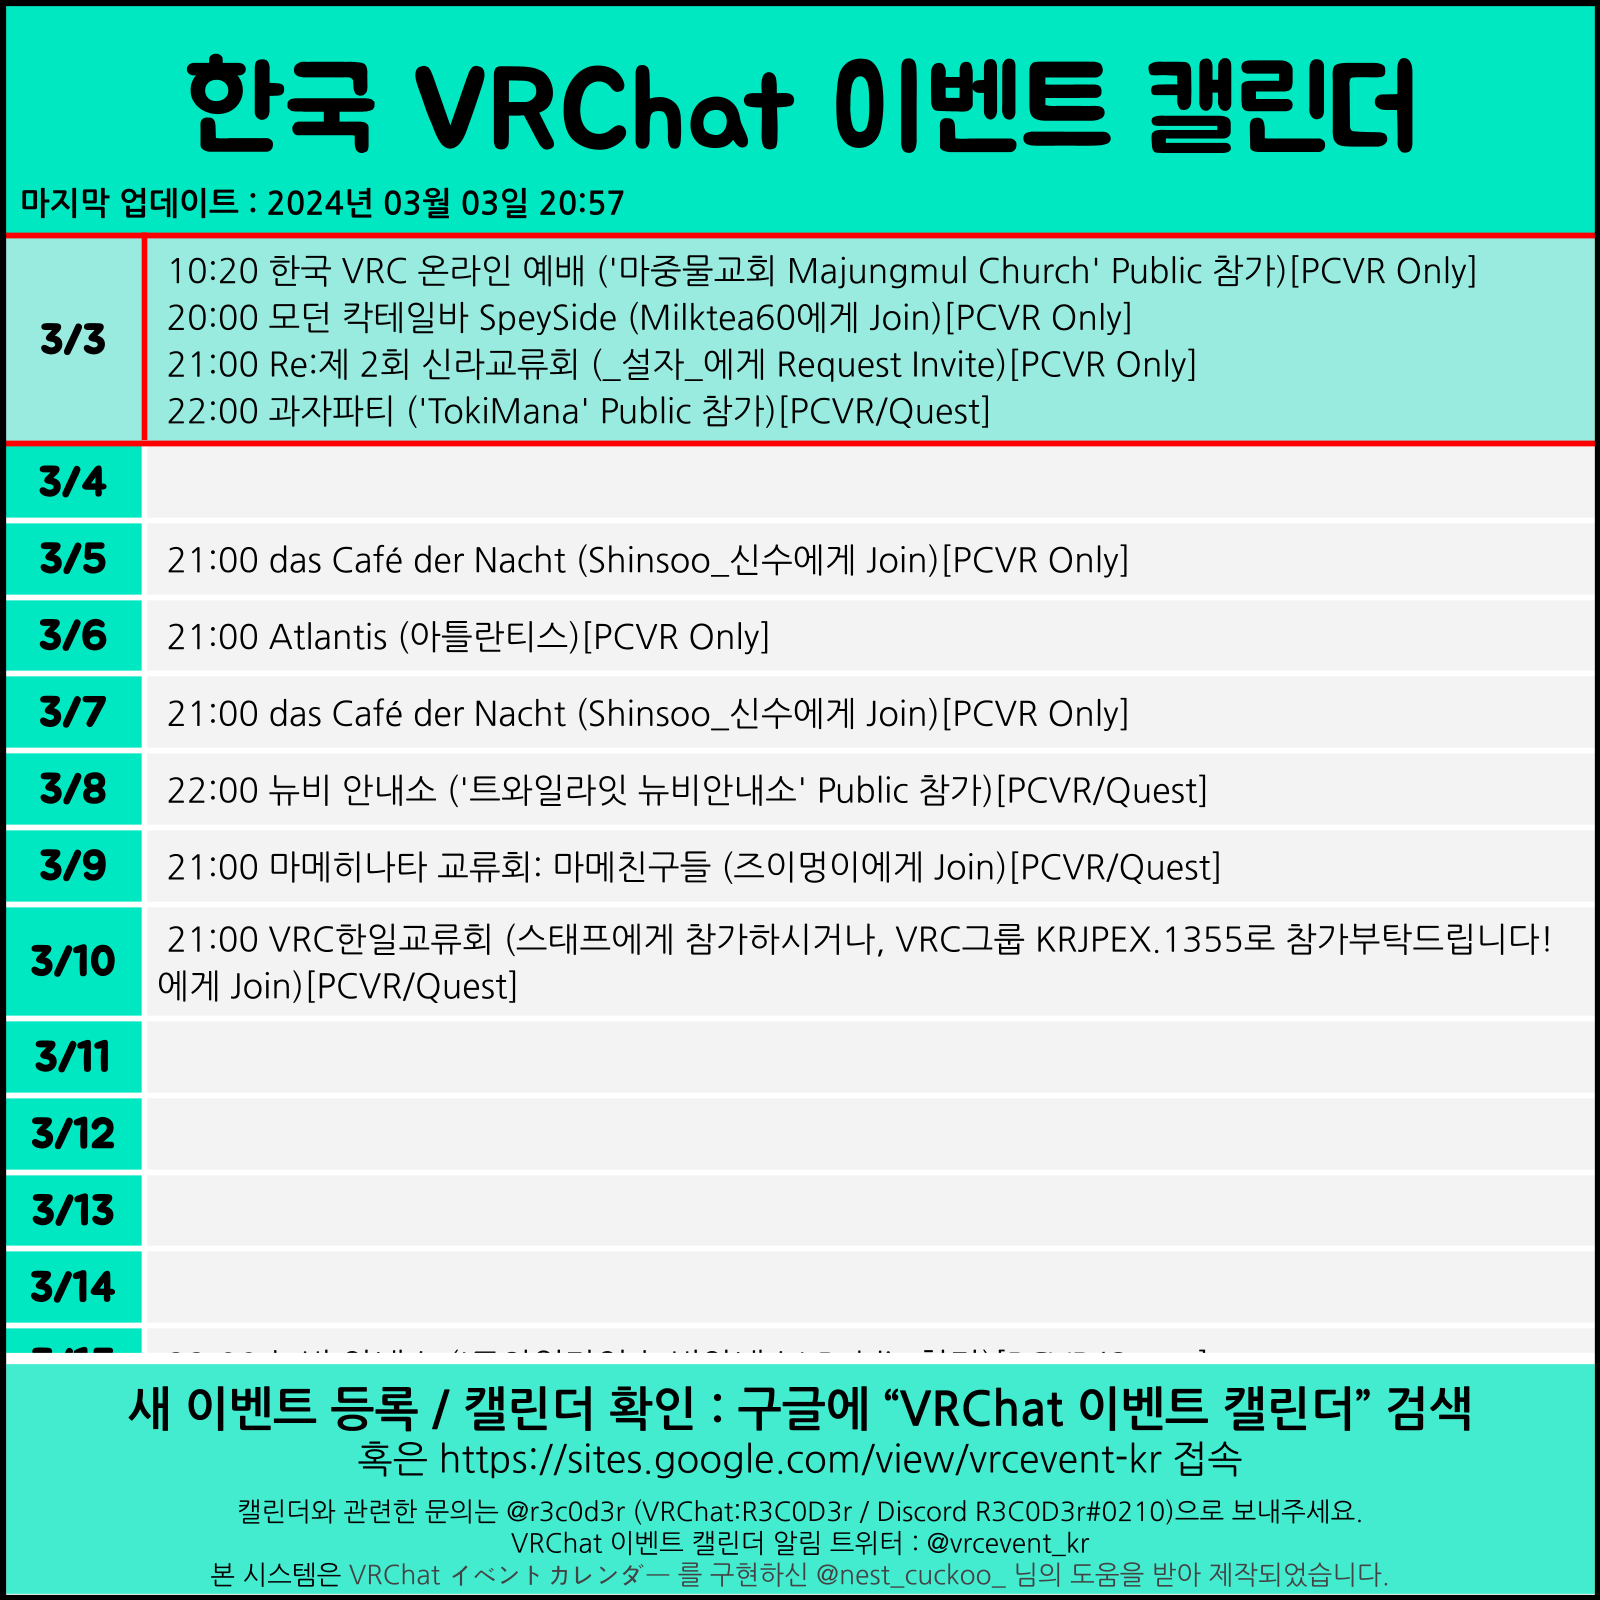 한국 VRChat 이벤트 캘린더
마지막 업데이트 : 2024년 03월 03일 20:57
3/3
10:20 한국 VRC 온라인 예배 ('마중물교회 Majungmul Church' Public 참가)[PCVR Only]
20:00 모던 칵테일바 SpeySide (Milktea60에게 Join)[PCVR Only]
21:00 Re:제 2회 신라교류회 (_설자_에게 Request Invite)[PCVR Only]
22:00 과자파티 ('TokiMana' Public 참가)[PCVR/Quest]
3/4
3/5
21:00 das Café der Nacht (Shinsoo_신수에게 Join)[PCVR Only]
3/6
21:00 Atlantis (아틀란티스)[PCVR Only]
3/7
21:00 das Café der Nacht (Shinsoo_신수에게 Join)[PCVR Only]
3/8
22:00 뉴비 안내소 ('트와일라잇 뉴비안내소' Public 참가)[PCVR/Quest]
3/9
21:00 마메히나타 교류회: 마메친구들 (즈이멍이에게 Join)[PCVR/Quest]
3/10
21:00 VRC한일교류회 (스태프에게 참가하시거나, VRC그룹 KRJPEX.1355로 참가부탁드립니다!
에게 Join)[PCVR/Quest]
3/11
3/12
3/13
3/14
새 이벤트 등록 / 캘린더 확인 : 구글에 “VRChat 이벤트 캘린더” 검색
혹은 https://sites.google.com/view/vrcevent-kr 접속
캘린더와 관련한 문의는 @r3c0d3r (VRChat:R3C0D3r / Discord R3C0D3r#0210)으로 보내주세요.
VRChat 이벤트 캘린더 알림 트위터 : @vrcevent_kr
본 시스템은 VRChat イベントカレンダー 를 구현하신 @nest_cuckoo_ 님의 도움을 받아 제작되었습니다.